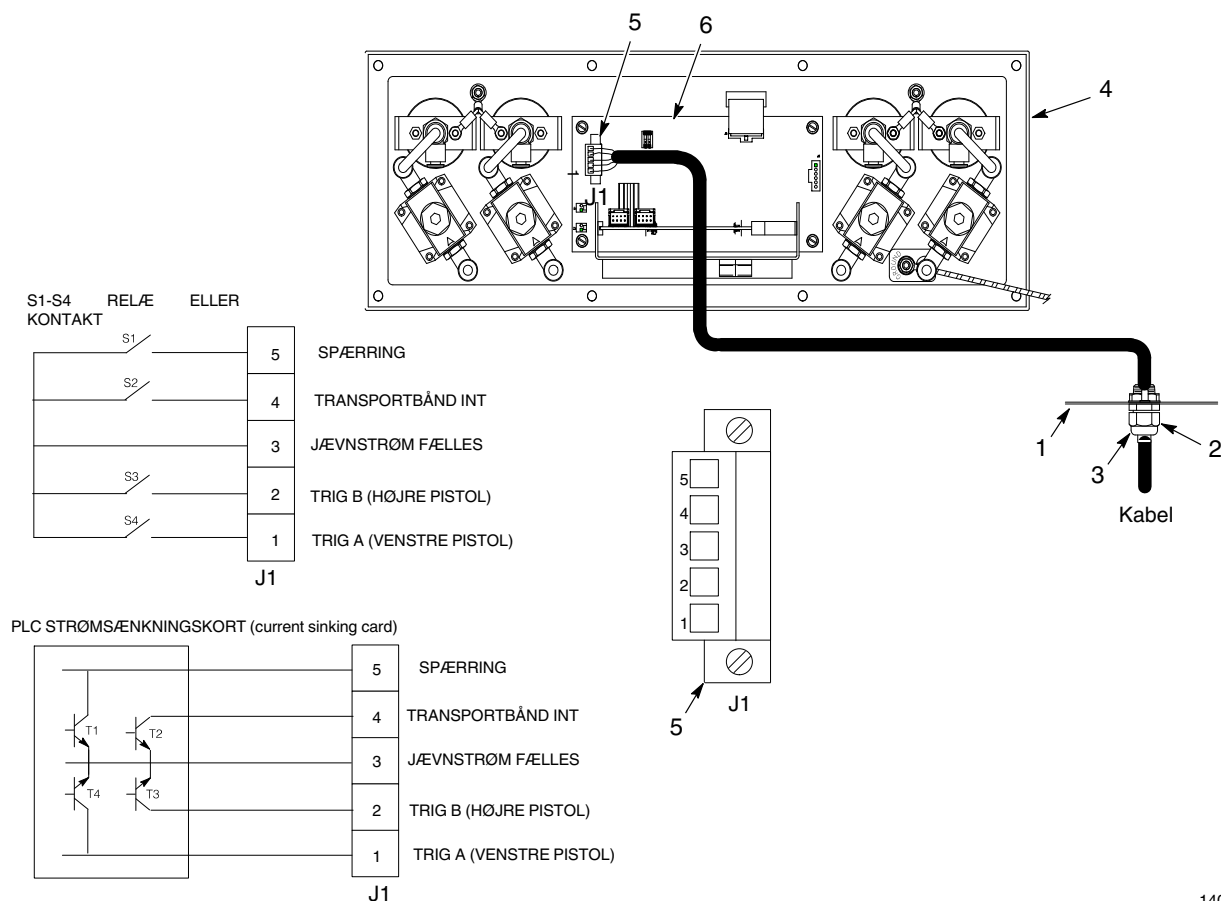 5
6
4
J1
GROUND
1
2
3
Kabel
S1-S4 RELÆ ELLER
KONTAKT
S1
5 SPÆRRING
S2
4 TRANSPORTBÅND INT
3 JÆVNSTRØM FÆLLES
S3
2 TRIG B (HØJRE PISTOL)
S4
1 TRIG A (VENSTRE PISTOL)
J1
5
4
3
2
1
J1
5
PLC STRØMSÆNKNINGSKORT (current sinking card)
5 SPÆRRING
T1
T2
4 TRANSPORTBÅND INT
3 JÆVNSTRØM FÆLLES
T4
T3
2 TRIG B (HØJRE PISTOL)
1 TRIG A (VENSTRE PISTOL)
J1